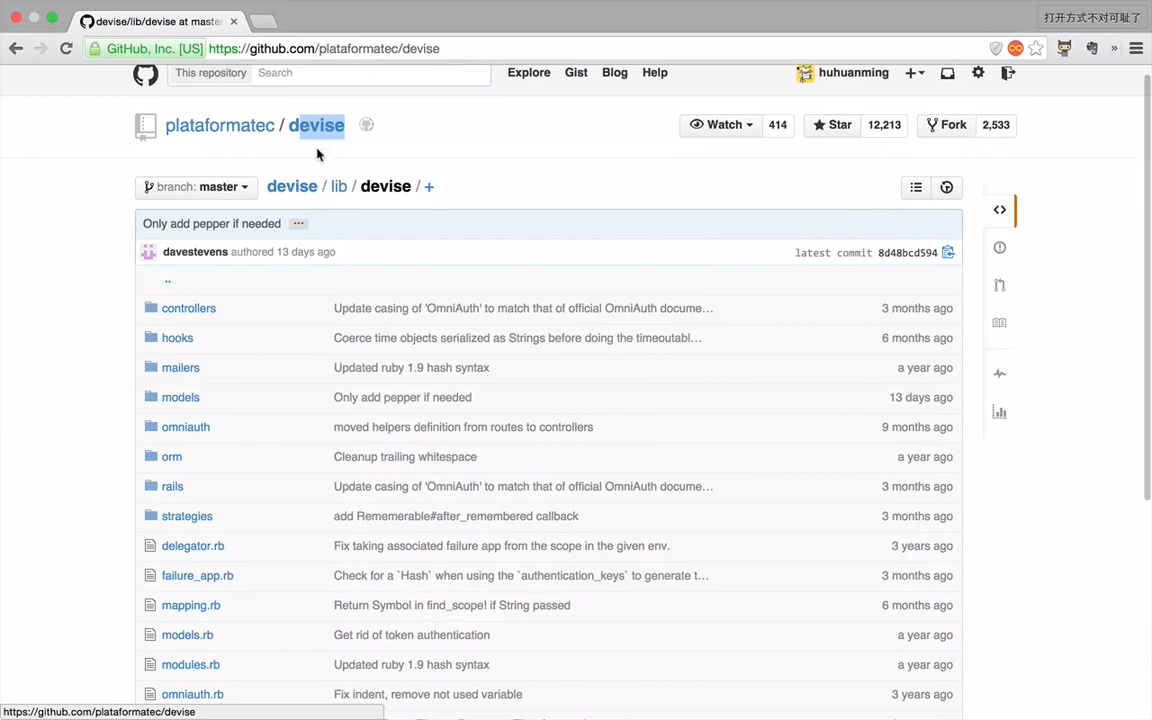 devise/lib/devise at master
打开方式不对可耻了
GitHub, Inc. [US] https://github.com/plataformatec/devise
This repository Search Explore Gist Blog Help huhuanming
plataformatec / devise Watch 414 Star 12,213 Fork 2,533
branch: master devise / lib / devise / +
Only add pepper if needed ...
davestevens authored 13 days ago latest commit 8d48bcd594
..
controllers Update casing of 'OmniAuth' to match that of official OmniAuth docume… 3 months ago
hooks Coerce time objects serialized as Strings before doing the timeoutabl… 6 months ago
mailers Updated ruby 1.9 hash syntax a year ago
models Only add pepper if needed 13 days ago
omniauth moved helpers definition from routes to controllers 9 months ago
orm Cleanup trailing whitespace a year ago
rails Update casing of 'OmniAuth' to match that of official OmniAuth docume… 3 months ago
strategies add Rememerable#after_remembered callback 3 months ago
delegator.rb Fix taking associated failure app from the scope in the given env. 3 years ago
failure_app.rb Check for a `Hash` when using the `authentication_keys` to generate t… 3 months ago
mapping.rb Return Symbol in find_scope! if String passed 6 months ago
models.rb Get rid of token authentication a year ago
modules.rb Updated ruby 1.9 hash syntax a year ago
omniauth.rb Fix indent, remove not used variable 3 years ago
https://github.com/plataformatec/devise